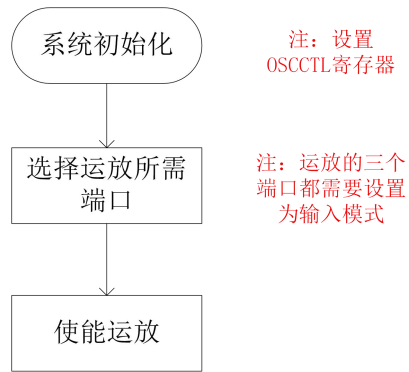 系统初始化
注：设置
OSCCTL寄存器
选择运放所需
端口
注：运放的三个
端口都需要设置
为输入模式
使能运放